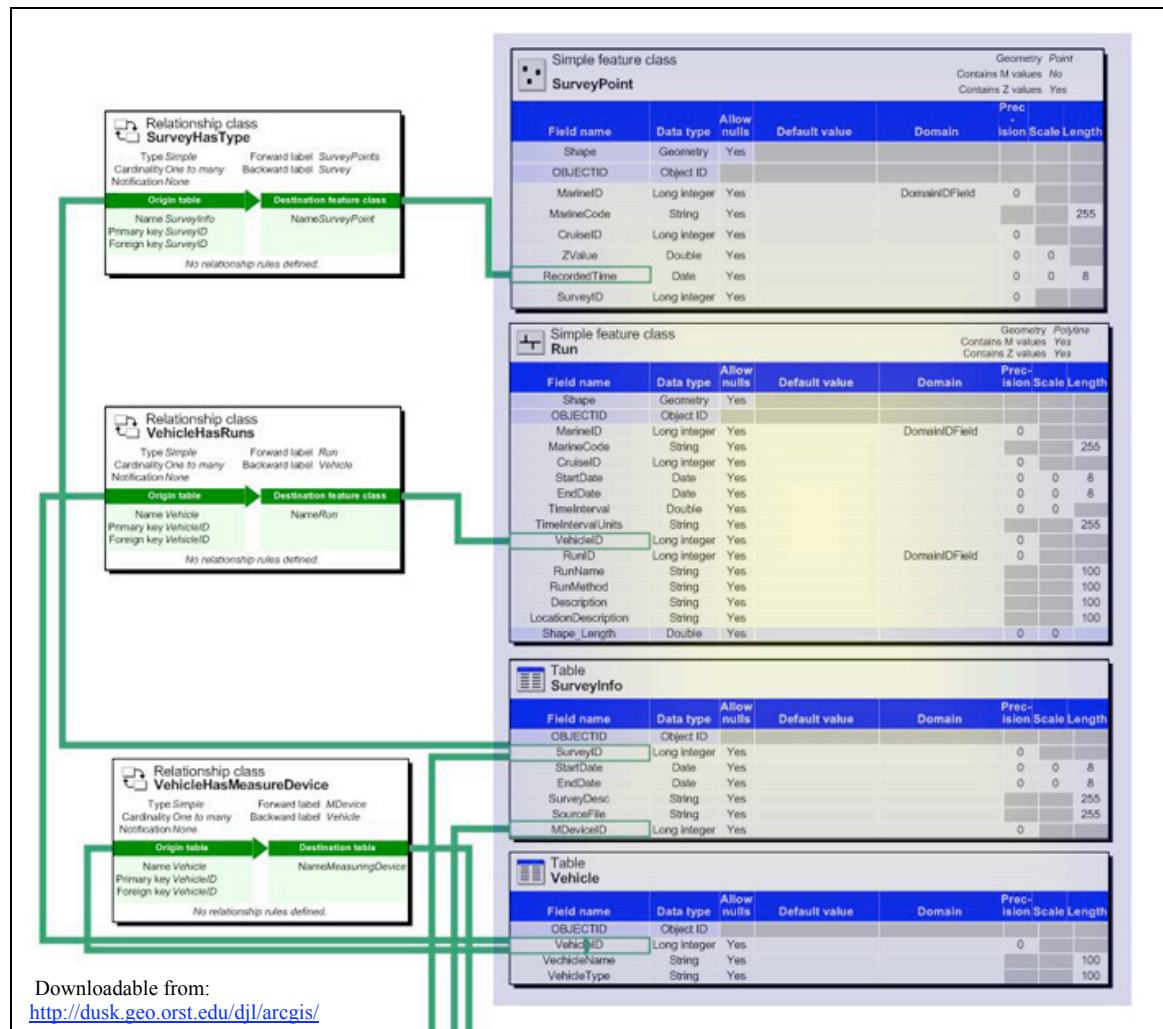 Relationship class
SurveyHasType
Type Simple Forward label SurveyPoints
Cardinality One to many Backward label Survey
Notification None
Origin table Destination feature class
Name SurveyInfo Name SurveyPoint
Primary key SurveyID
Foreign key SurveyID
No relationship rules defined.
Relationship class
VehicleHasRuns
Type Simple Forward label Run
Cardinality One to many Backward label Vehicle
Notification None
Origin table Destination feature class
Name Vehicle Name Run
Primary key VehicleID
Foreign key VehicleID
No relationship rules defined.
Relationship class
VehicleHasMeasureDevice
Type Simple Forward label MDevice
Cardinality One to many Backward label Vehicle
Notification None
Origin table Destination table
Name Vehicle NameMeasuringDevice
Primary key VehicleID
Foreign key VehicleID
No relationship rules defined.
Downloadable from:
http://dusk.geo.orst.edu/djl/arcgis/
Simple feature class
SurveyPoint
Geometry Point
Contains M values No
Contains Z values Yes
Field name Data type Allow nulls Default value Domain Prec-ision Scale Length
Shape Geometry Yes
OBJECTID Object ID
MarineID Long integer Yes DomainIDField 0
MarineCode String Yes 255
CruiseID Long integer Yes 0
ZValue Double Yes 0 0
RecordedTime Date Yes 0 0 8
SurveyID Long integer Yes 0
Simple feature class
Run
Geometry Polyline
Contains M values Yes
Contains Z values Yes
Field name Data type Allow nulls Default value Domain Prec-ision Scale Length
Shape Geometry Yes
OBJECTID Object ID
MarineID Long integer Yes DomainIDField 0
MarineCode String Yes 255
CruiseID Long integer Yes 0
StartDate Date Yes 0 0 8
EndDate Date Yes 0 0 8
TimeInterval Double Yes 0 0
TimeIntervalUnits String Yes 255
VehicleID Long integer Yes 0
RunID Long integer Yes DomainIDField 0
RunName String Yes 100
RunMethod String Yes 100
Description String Yes 100
LocationDescription String Yes 100
Shape_Length Double Yes 0 0
Table
SurveyInfo
Field name Data type Allow nulls Default value Domain Prec-ision Scale Length
OBJECTID Object ID
SurveyID Long integer Yes 0
StartDate Date Yes 0 0 8
EndDate Date Yes 0 0 8
SurveyDesc String Yes 255
SourceFile String Yes 255
MDeviceID Long integer Yes 0
Table
Vehicle
Field name Data type Allow nulls Default value Domain Prec-ision Scale Length
OBJECTID Object ID
VehicleID Long integer Yes 0
VechicleName String Yes 100
VehicleType String Yes 100